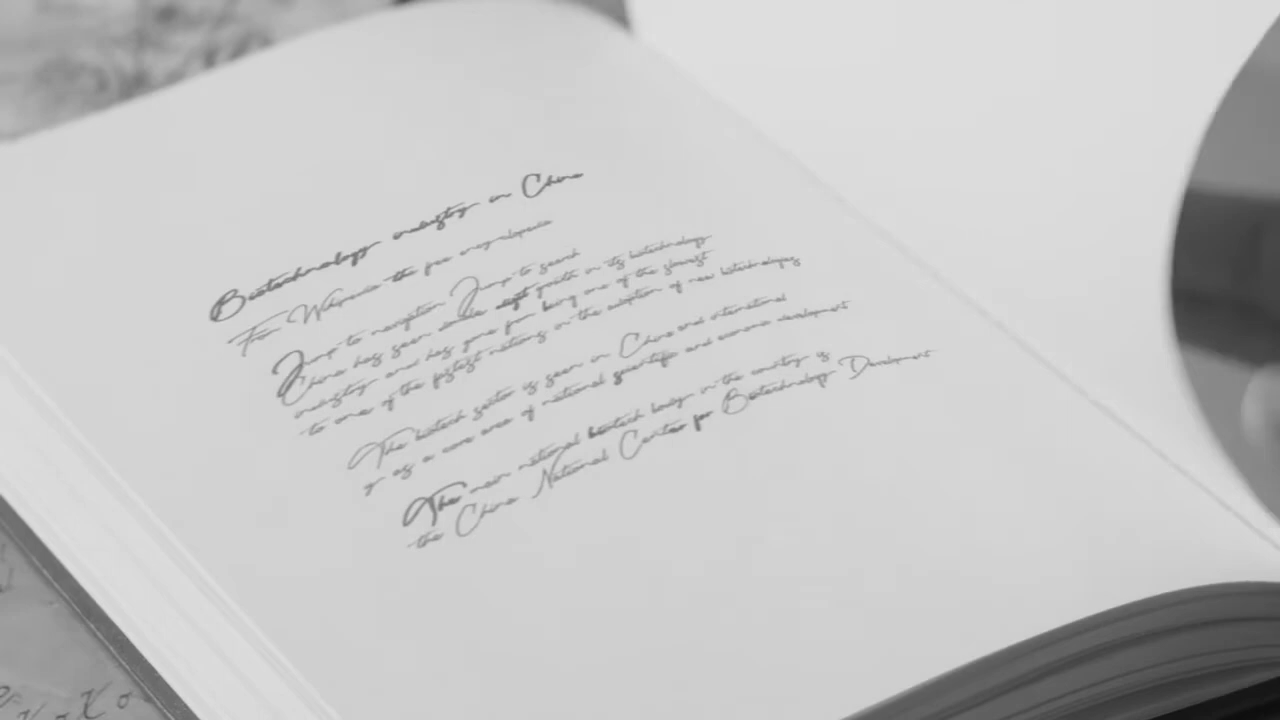 Biotechnology industry in China
From Wikipedia the free encyclopedia
Jump to navigation Jump to search
China has seen double digit growth in its biotechnology
industry and has gone from being one of the slowest
to one of the fastest nations in the adoption of new biotechnologies
The biotech sector is seen in China and internationally
as a core area of national scientific and economic development
The main national biotech body in the country is
the China National Center for Biotechnology Development